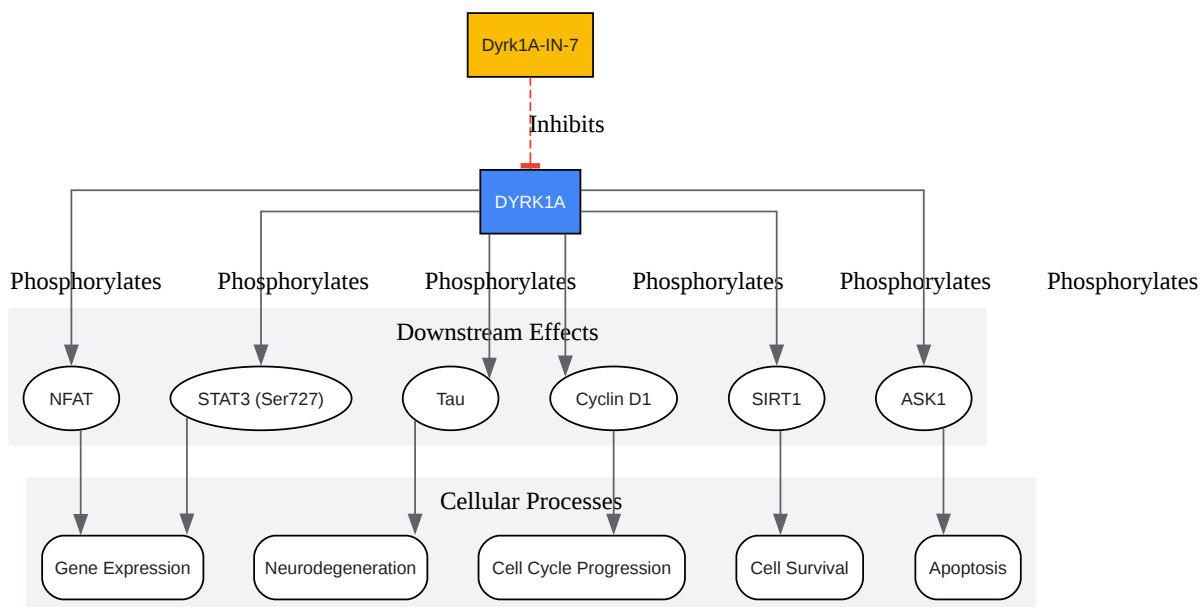 Dyrk1A-IN-7
Inhibits
DYRK1A
Phosphorylates Phosphorylates Phosphorylates Phosphorylates Phosphorylates Phosphorylates
Downstream Effects
NFAT STAT3 (Ser727) Tau Cyclin D1 SIRT1 ASK1
Cellular Processes
Gene Expression Neurodegeneration Cell Cycle Progression Cell Survival Apoptosis